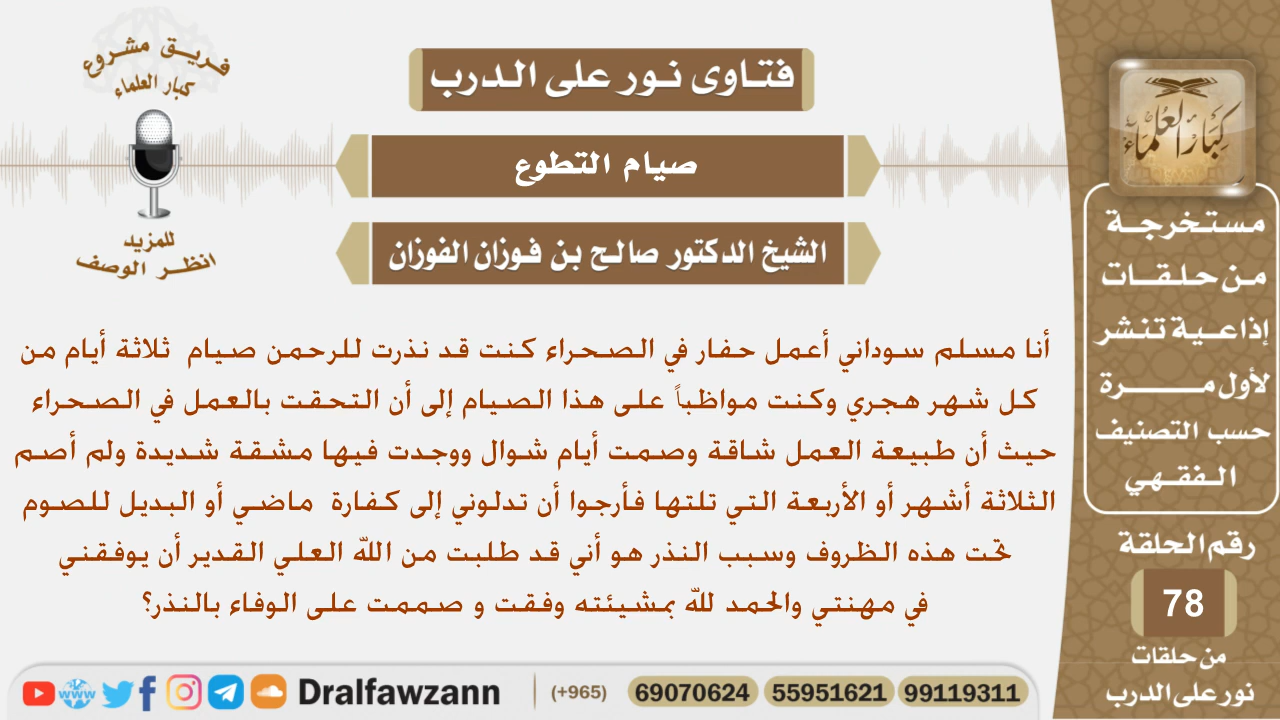 فريق مشروع
كبار العلماء
للمزيد
انظر الوصف
فتاوى نور على الدرب
صيام التطوع
الشيخ الدكتور صالح بن فوزان الفوزان
أنا مسلم سوداني أعمل حفار في الصحراء كنت قد نذرت للرحمن صيام ثلاثة أيام من
كل شهر هجري وكنت مواظباً على هذا الصيام إلى أن التحقت بالعمل في الصحراء
حيث أن طبيعة العمل شاقة وصمت أيام شوال ووجدت فيها مشقة شديدة ولم أصم
الثلاثة أشهر أو الأربعة التي تلتها فأرجوا أن تدلوني إلى كفارة ماضي أو البديل للصوم
تحت هذه الظروف وسبب النذر هو أني قد طلبت من الله العلي القدير أن يوفقني
في مهنتي والحمد لله بمشيئته وفقت و صممت على الوفاء بالنذر؟
كبار العلماء
مستخرجة
من حلقات
إذاعية تنشر
لأول مرة
حسب التصنيف
الفقهي
رقم الحلقة
78
من حلقات
نور على الدرب
Dralfawzann
(+965)
69070624
55951621
99119311